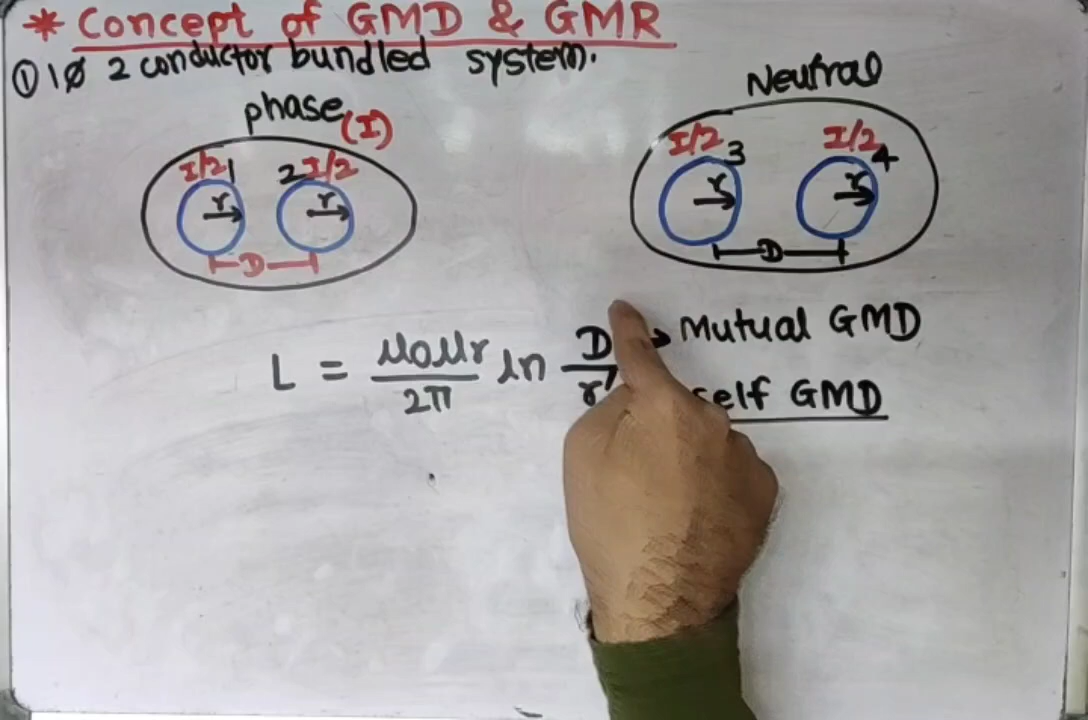 * Concept of GMD & GMR
① 1ø 2 conductor bundled system.
phase (I)
Neutral
I/2 1 2 I/2
I/2 3 I/2 4
r r
r r
D
D
L = μ0μr / 2π ln D / r' → Mutual GMD
self GMD